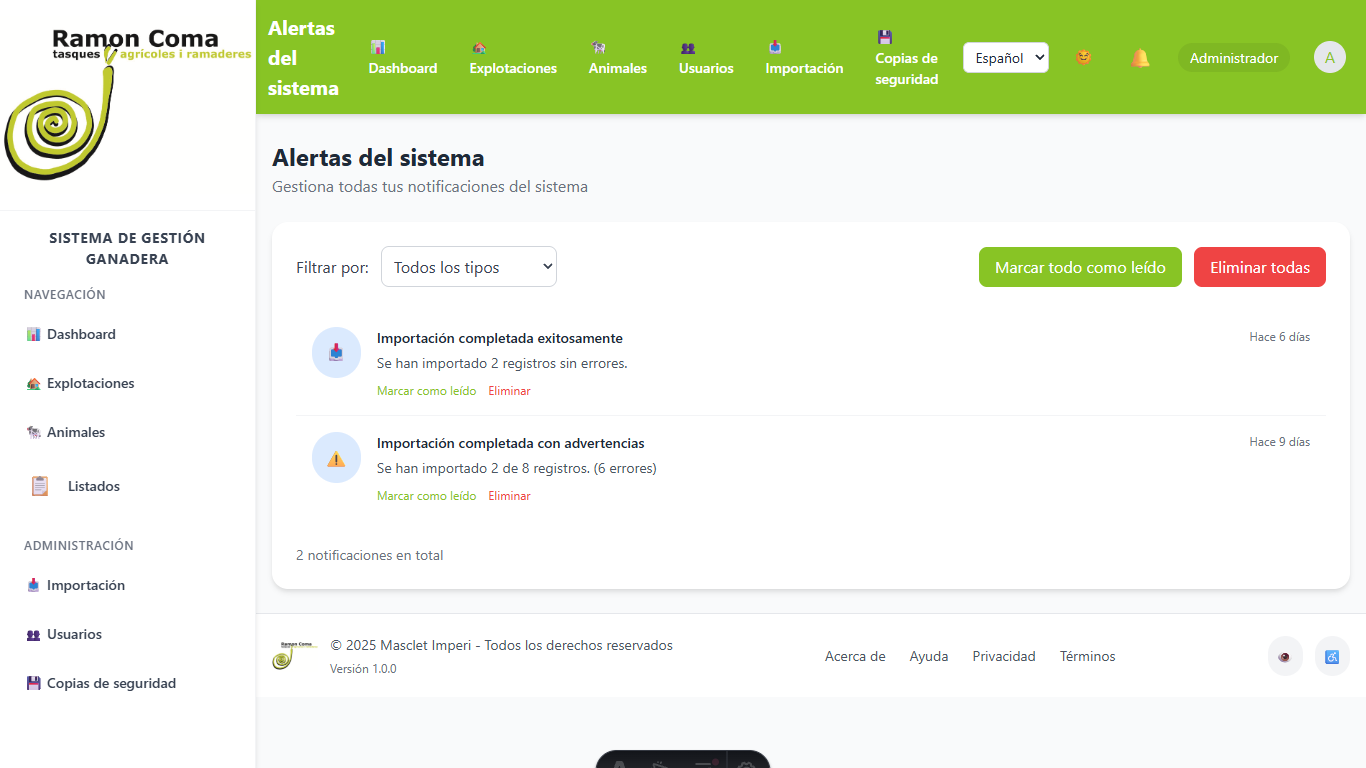 Ramon Coma
tasques agrícoles i ramaderes
Alertas
del
sistema
Dashboard
Explotaciones
Animales
Usuarios
Importación
Copias de
seguridad
Español
Administrador
A
SISTEMA DE GESTIÓN
GANADERA
NAVEGACIÓN
Dashboard
Explotaciones
Animales
Listados
ADMINISTRACIÓN
Importación
Usuarios
Copias de seguridad
Alertas del sistema
Gestiona todas tus notificaciones del sistema
Filtrar por:
Todos los tipos
Marcar todo como leído
Eliminar todas
Importación completada exitosamente
Hace 6 días
Se han importado 2 registros sin errores.
Marcar como leído Eliminar
Importación completada con advertencias
Hace 9 días
Se han importado 2 de 8 registros. (6 errores)
Marcar como leído Eliminar
2 notificaciones en total
Ramon Coma
© 2025 Masclet Imperi - Todos los derechos reservados
Versión 1.0.0
Acerca de
Ayuda
Privacidad
Términos